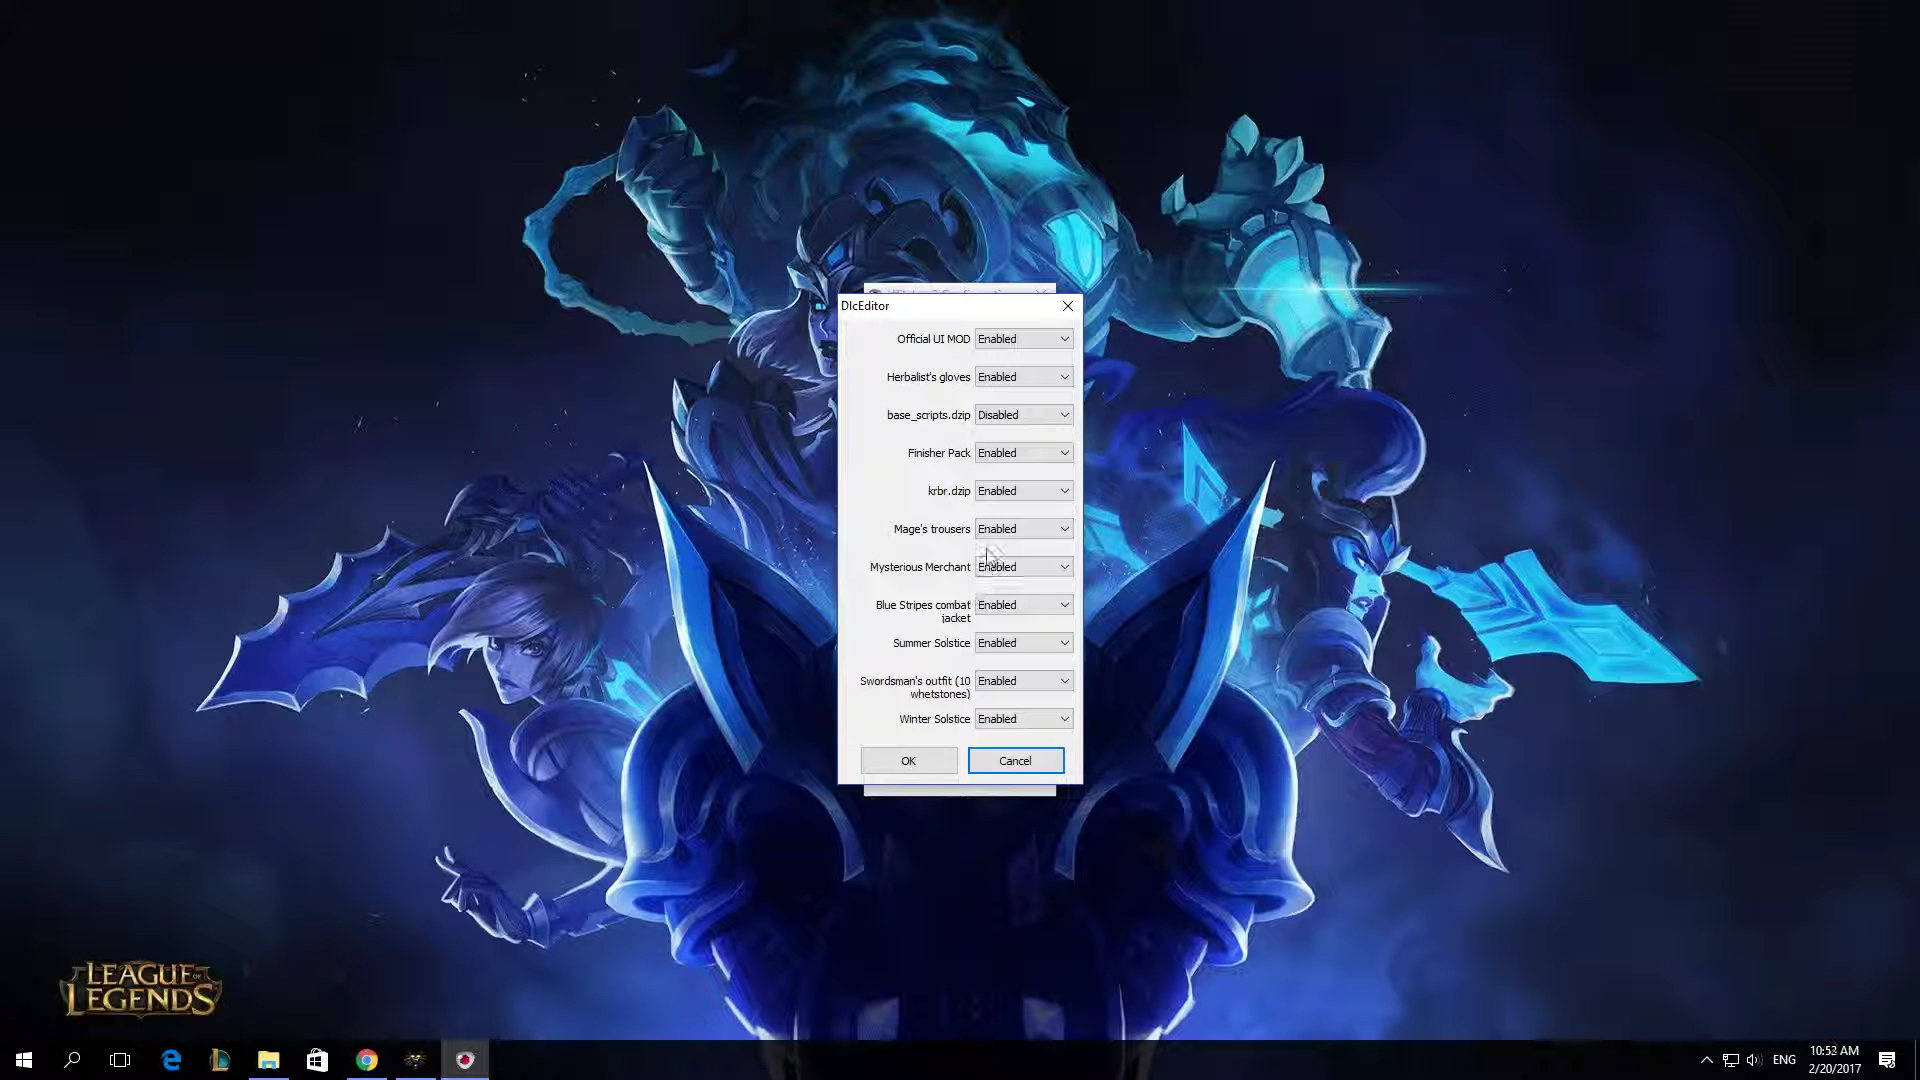 DlcEditor
Official UI MOD Enabled
Herbalist's gloves Enabled
base_scripts.dzip Disabled
Finisher Pack Enabled
krbr.dzip Enabled
Mage's trousers Enabled
Mysterious Merchant Enabled
Blue Stripes combat jacket Enabled
Summer Solstice Enabled
Swordsman's outfit (10 whetstones) Enabled
Winter Solstice Enabled
OK Cancel
LEAGUE OF
LEGENDS
ENG
10:53 AM
2/20/2017